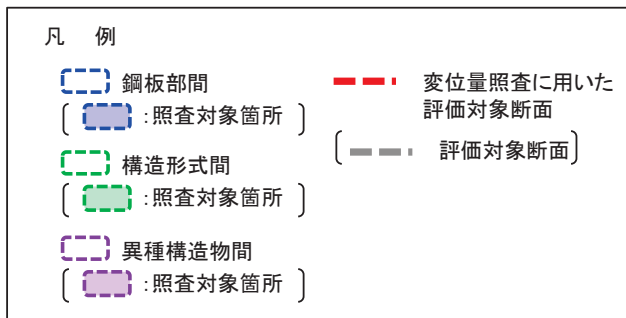 凡　例
鋼板部間
( :照査対象箇所 )
構造形式間
( :照査対象箇所 )
異種構造物間
( :照査対象箇所 )
変位量照査に用いた
評価対象断面
( 評価対象断面 )